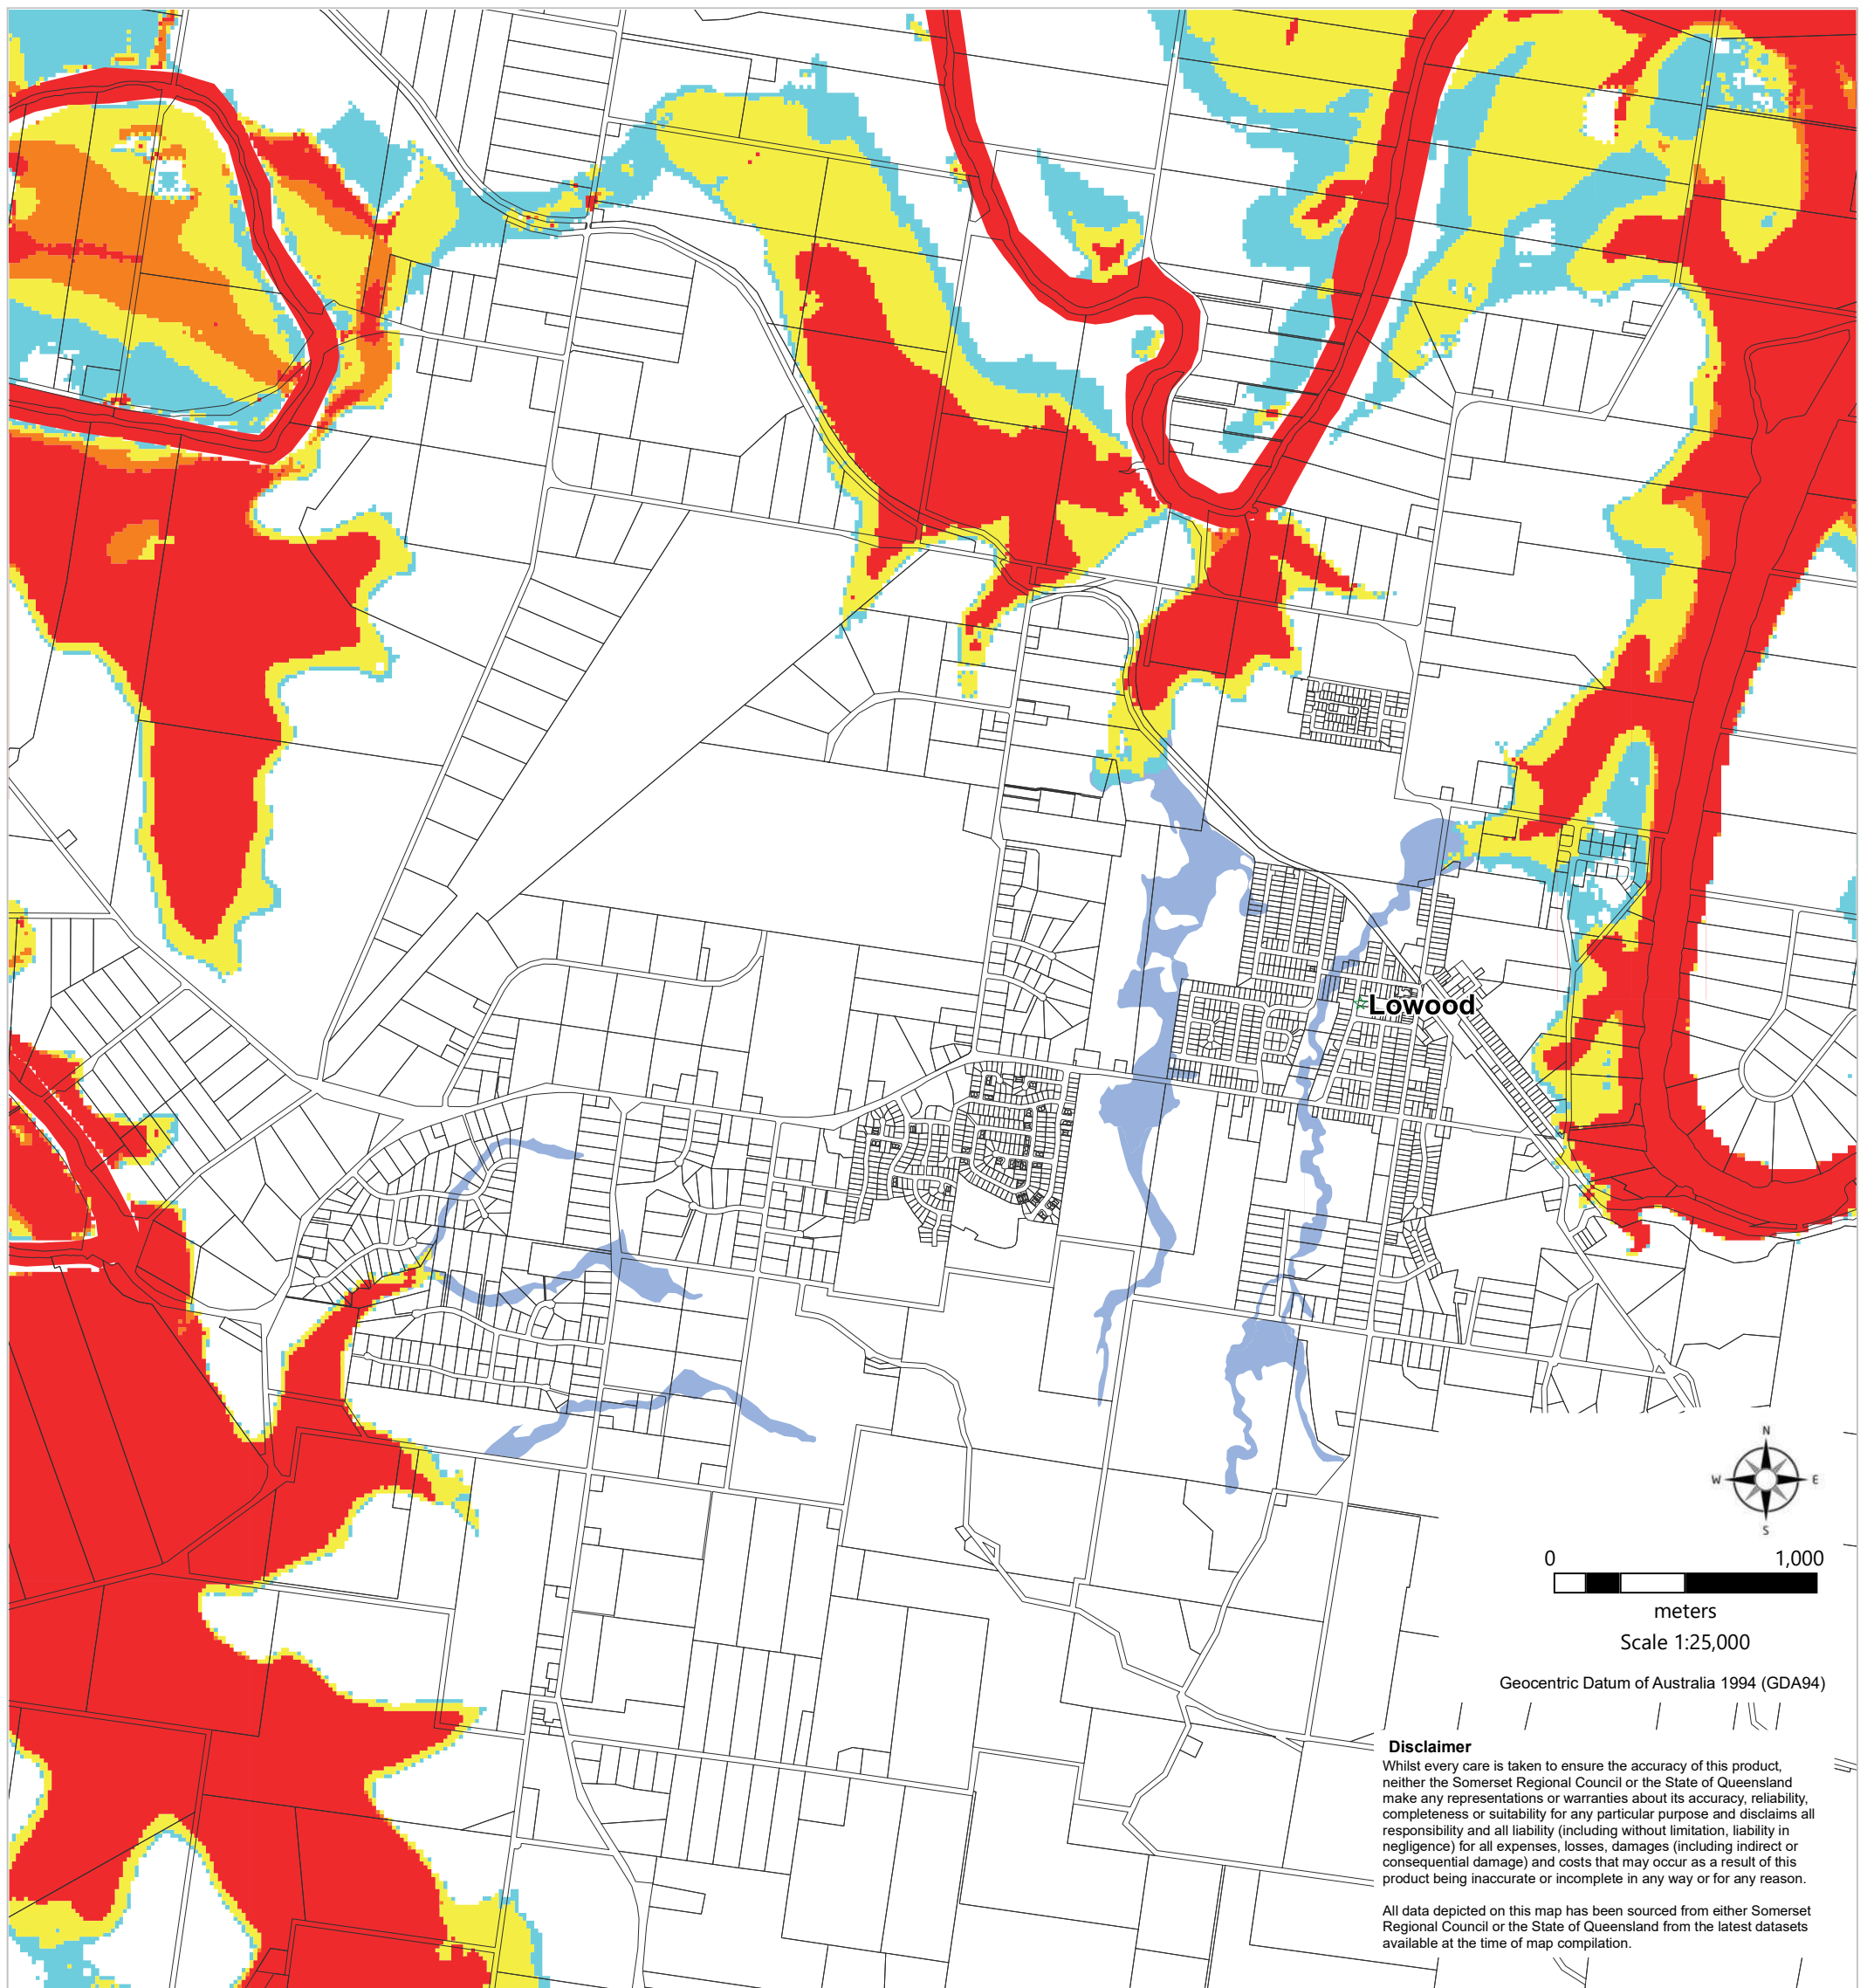 Lowood
N
W E
S
0 1,000
meters
Scale 1:25,000
Geocentric Datum of Australia 1994 (GDA94)
Disclaimer
Whilst every care is taken to ensure the accuracy of this product,
neither the Somerset Regional Council or the State of Queensland
make any representations or warranties about its accuracy, reliability,
completeness or suitability for any particular purpose and disclaims all
responsibility and all liability (including without limitation, liability in
negligence) for all expenses, losses, damages (including indirect or
consequential damage) and costs that may occur as a result of this
product being inaccurate or incomplete in any way or for any reason.
All data depicted on this map has been sourced from either Somerset
Regional Council or the State of Queensland from the latest datasets
available at the time of map compilation.